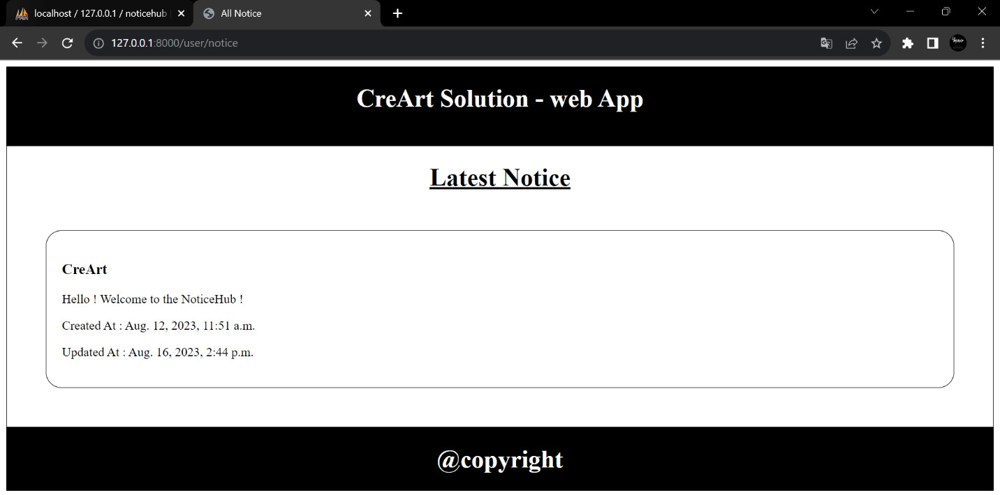 localhost / 127.0.0.1 / noticehub
All Notice
127.0.0.1:8000/user/notice
CreArt Solution - web App
Latest Notice
CreArt
Hello ! Welcome to the NoticeHub !
Created At : Aug. 12, 2023, 11:51 a.m.
Updated At : Aug. 16, 2023, 2:44 p.m.
@copyright